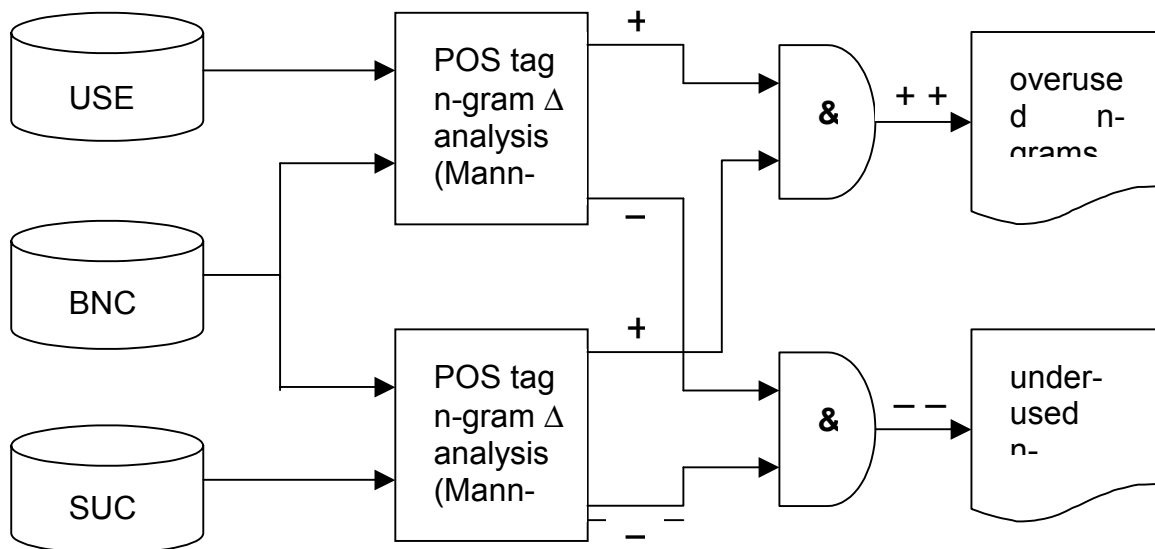 USE
BNC
SUC
POS tag
n-gram Δ
analysis
(Mann-
POS tag
n-gram Δ
analysis
(Mann-
+
–
+
–
&
&
+ +
– –
overuse
d n-
grams
under-
used
n-